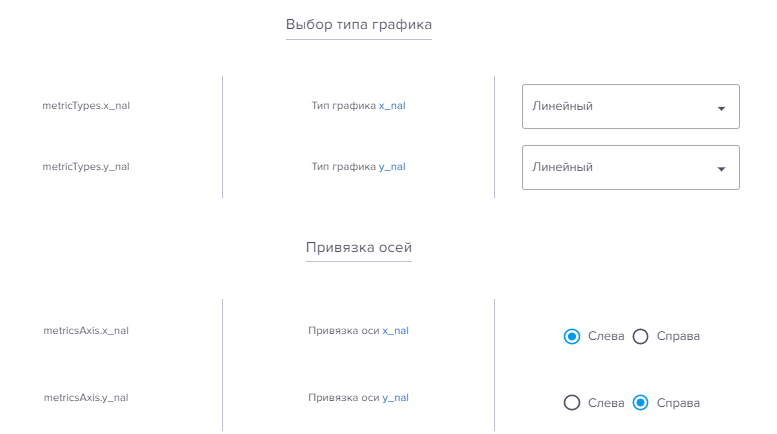 Выбор типа графика
metricTypes.x_nal Тип графика x_nal Линейный
metricTypes.y_nal Тип графика y_nal Линейный
Привязка осей
metricsAxis.x_nal Привязка оси x_nal Слева Справа
metricsAxis.y_nal Привязка оси y_nal Слева Справа